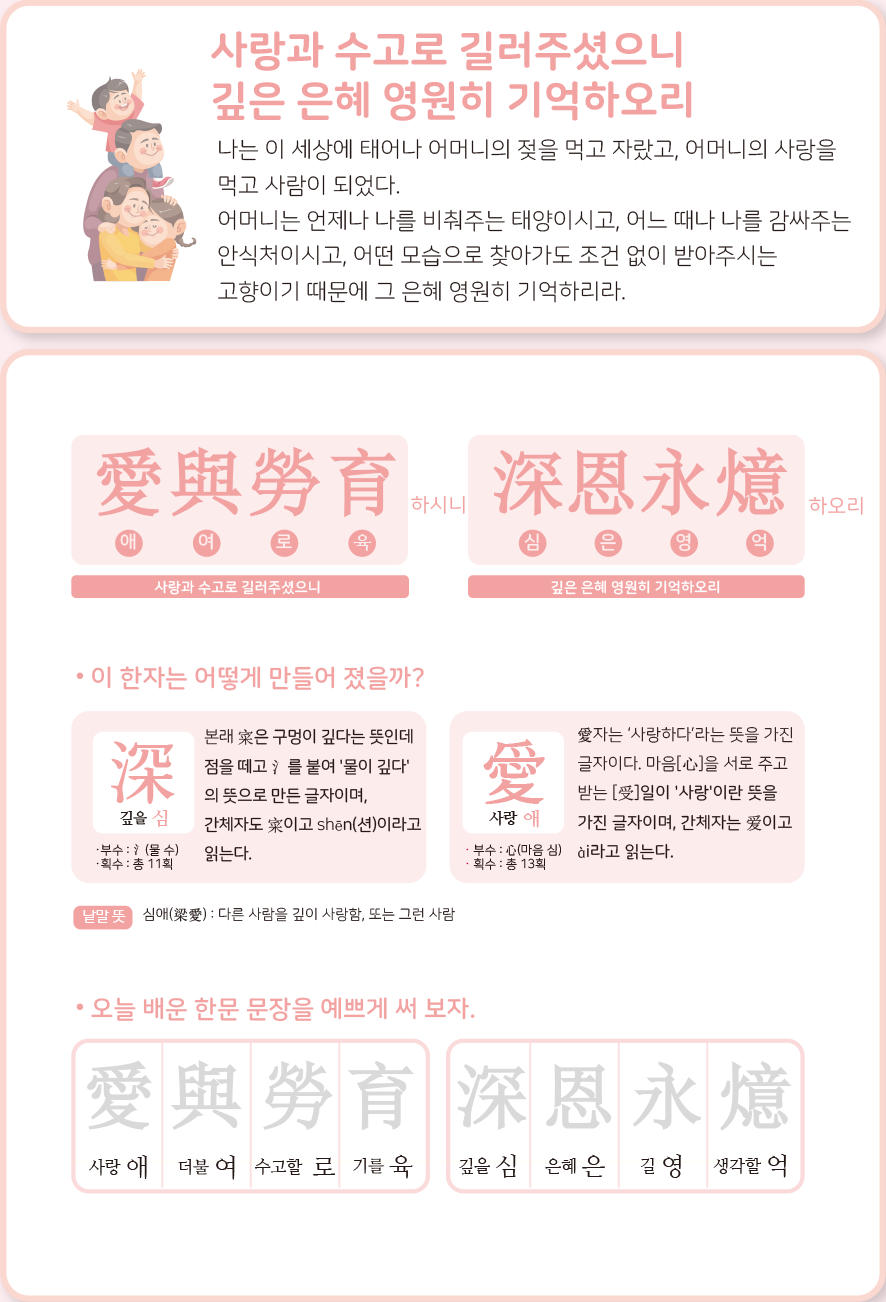 사랑과 수고로 길러주셨으니
깊은 은혜 영원히 기억하오리
나는 이 세상에 태어나 어머니의 젖을 먹고 자랐고, 어머니의 사랑을
먹고 사람이 되었다.
어머니는 언제나 나를 비춰주는 태양이시고, 어느 때나 나를 감싸주는
안식처이시고, 어떤 모습으로 찾아가도 조건 없이 받아주시는
고향이기 때문에 그 은혜 영원히 기억하리라.
愛與勞育 하시니
애 여 로 육
사랑과 수고로 길러주셨으니
深恩永憶 하오리
심 은 영 억
깊은 은혜 영원히 기억하오리
• 이 한자는 어떻게 만들어 졌을까?
深
깊을 심
·부수 : 氵(물 수)
·획수 : 총 11획
본래 寀은 구멍이 깊다는 뜻인데
점을 떼고 氵를 붙여 '물이 깊다'
의 뜻으로 만든 글자이며,
간체자도 寀이고 shēn(션)이라고
읽는다.
愛
사랑 애
· 부수 : 心(마음 심)
· 획수 : 총 13획
愛자는 '사랑하다'라는 뜻을 가진
글자이다. 마음[心]을 서로 주고
받는 [受]일이 '사랑'이란 뜻을
가진 글자이며, 간체자는 爱이고
ài라고 읽는다.
낱말 뜻 심애(梁愛) : 다른 사람을 깊이 사랑함, 또는 그런 사람
• 오늘 배운 한문 문장을 예쁘게 써 보자.
愛 與 勞 育
사랑 애 더불 여 수고할 로 기를 육
深 恩 永 憶
깊을 심 은혜 은 길 영 생각할 억